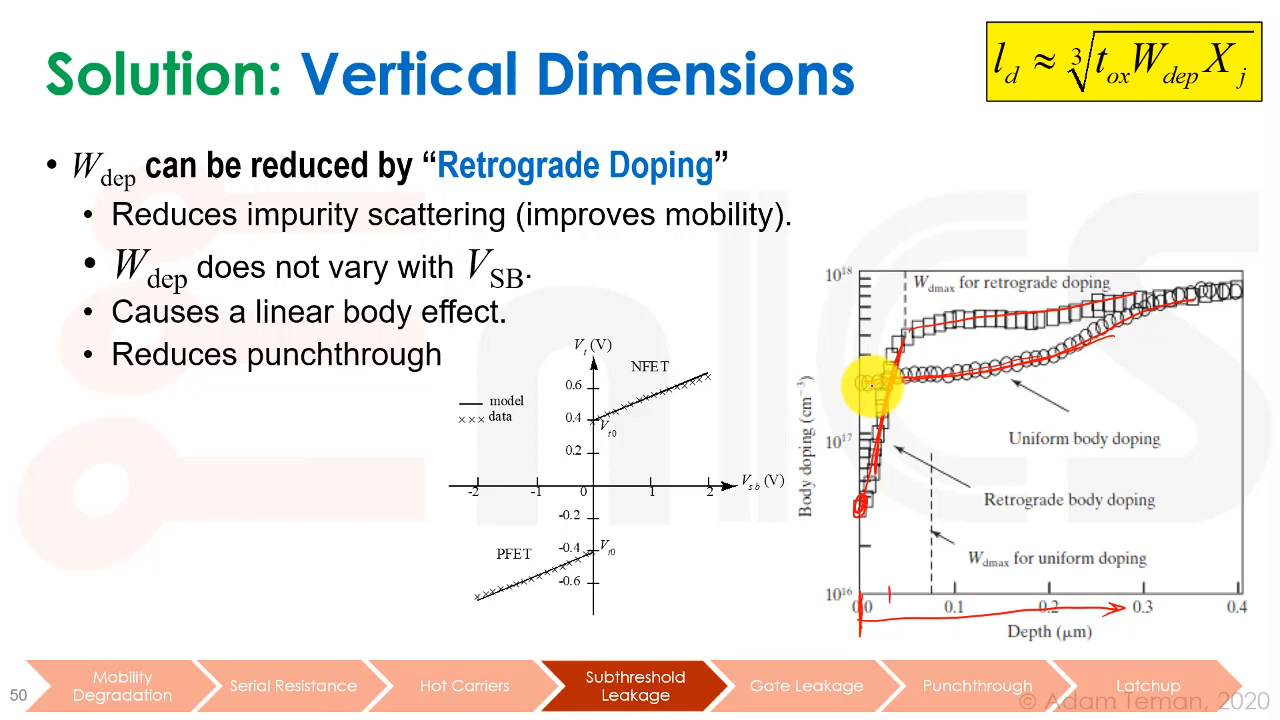 Solution: Vertical Dimensions
l_d ≈ ∛(t_ox W_dep X_j)
• W_dep can be reduced by “Retrograde Doping”
• Reduces impurity scattering (improves mobility).
• W_dep does not vary with V_SB.
• Causes a linear body effect.
• Reduces punchthrough
V_t (V)
NFET
0.6
model
××× data
0.4
V_t0
0.2
-2
-1
0
1
2
V_sb (V)
-0.2
PFET
-0.4
V_t0
-0.6
10^18
W_dmax for retrograde doping
Body doping (cm^−3)
10^17
Uniform body doping
Retrograde body doping
W_dmax for uniform doping
10^16
0.0
0.1
0.2
0.3
0.4
Depth (μm)
50
Mobility Degradation
Serial Resistance
Hot Carriers
Subthreshold Leakage
Gate Leakage
Punchthrough
Latchup
© Adam Teman, 2020